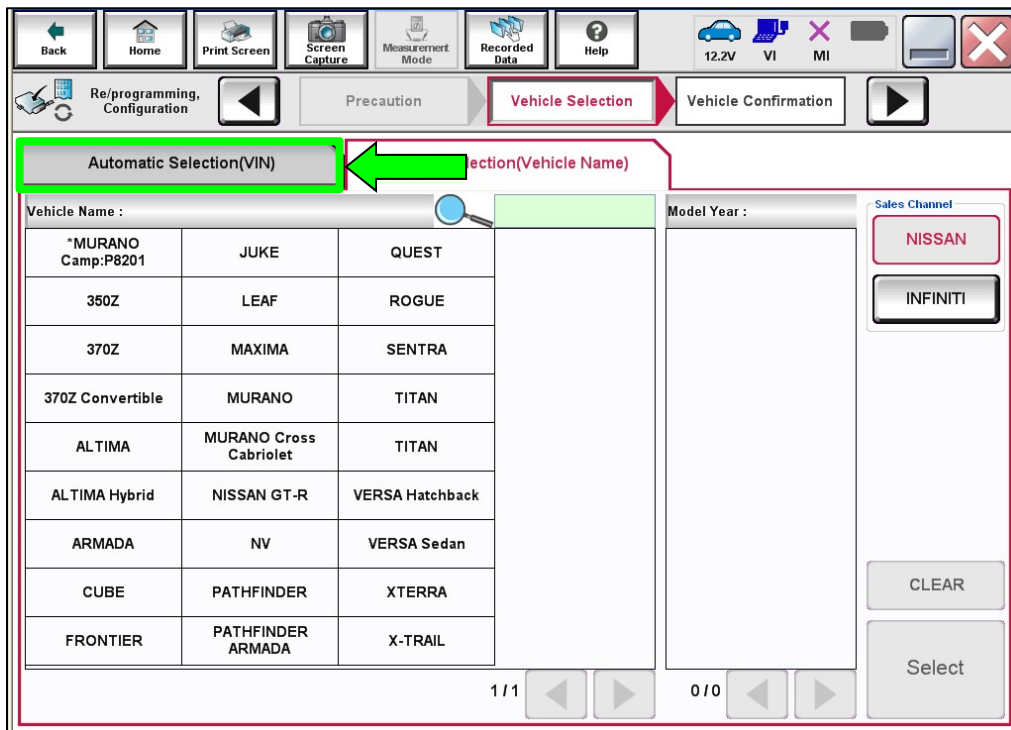 Back
Home
Print Screen
Screen
Capture
Measurement
Mode
Recorded
Data
Help
12.2V
VI
MI
Re/programming,
Configuration
Precaution
Vehicle Selection
Vehicle Confirmation
Automatic Selection(VIN)
lection(Vehicle Name)
Vehicle Name :
Model Year :
Sales Channel
NISSAN
INFINITI
*MURANO
Camp:P8201
JUKE
QUEST
350Z
LEAF
ROGUE
370Z
MAXIMA
SENTRA
370Z Convertible
MURANO
TITAN
ALTIMA
MURANO Cross
Cabriolet
TITAN
ALTIMA Hybrid
NISSAN GT-R
VERSA Hatchback
ARMADA
NV
VERSA Sedan
CUBE
PATHFINDER
XTERRA
FRONTIER
PATHFINDER
ARMADA
X-TRAIL
CLEAR
Select
1/1
0/0